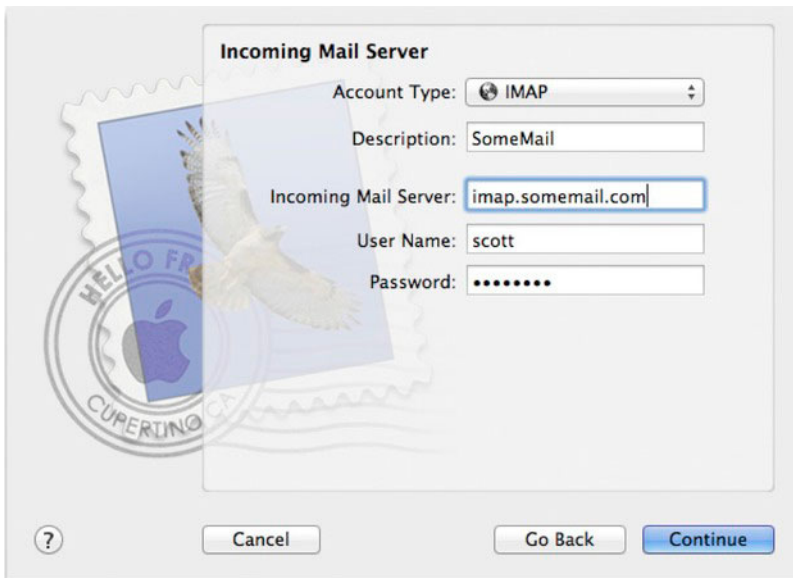 Incoming Mail Server
Account Type: IMAP
Description: SomeMail
Incoming Mail Server: imap.somemail.com
User Name: scott
Password: ••••••••
HELLO FR
CUPERTINO CA
?
Cancel
Go Back
Continue